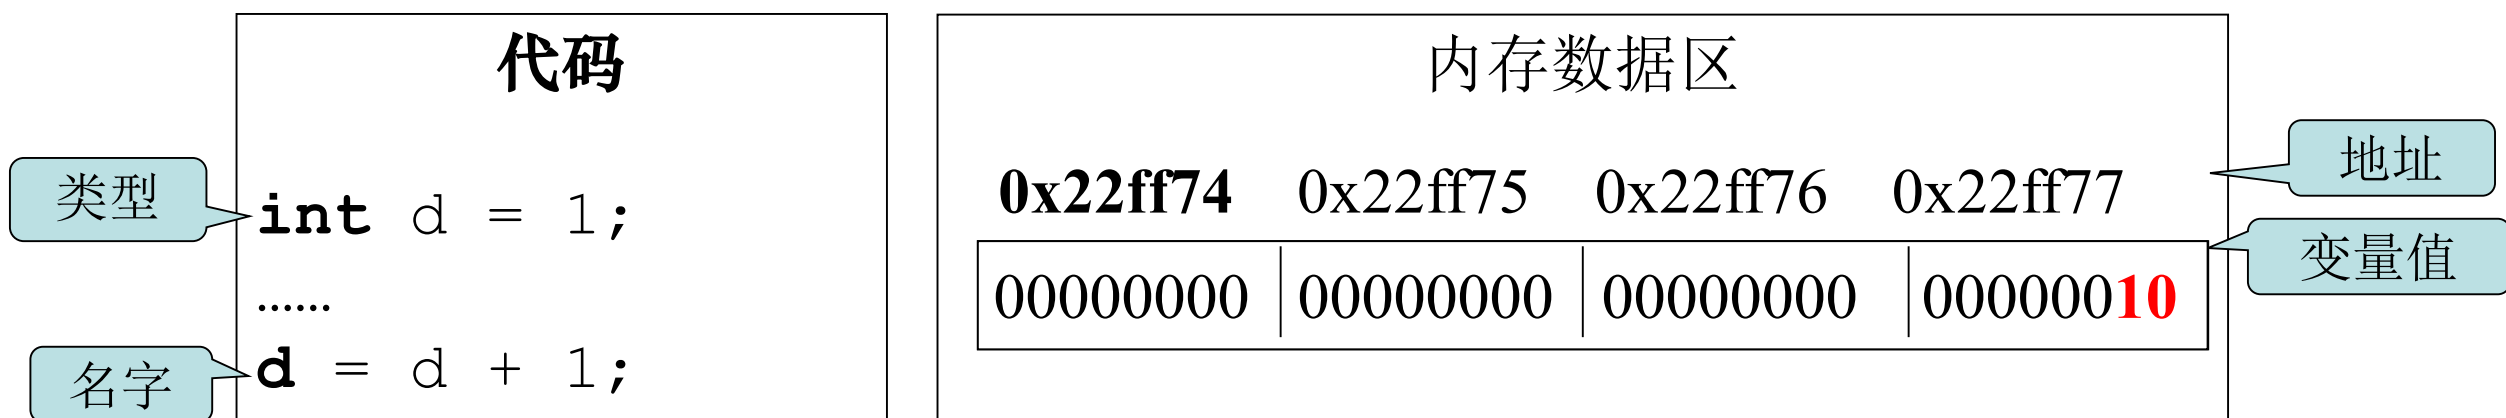 代码
内存数据区
地址
类型
int d = 1;
0x22ff74 0x22ff75 0x22ff76 0x22ff77
变量值
00000000 00000000 00000000 00000010
……
名字
d = d + 1;